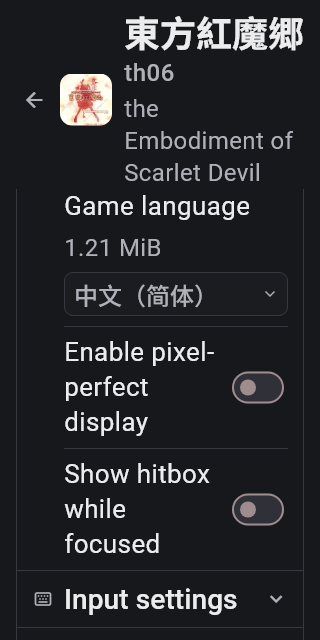 東方紅魔郷
th06
the
Embodiment of
Scarlet Devil
Game language
1.21 MiB
中文（简体）
Enable pixel-
perfect
display
Show hitbox
while
focused
Input settings